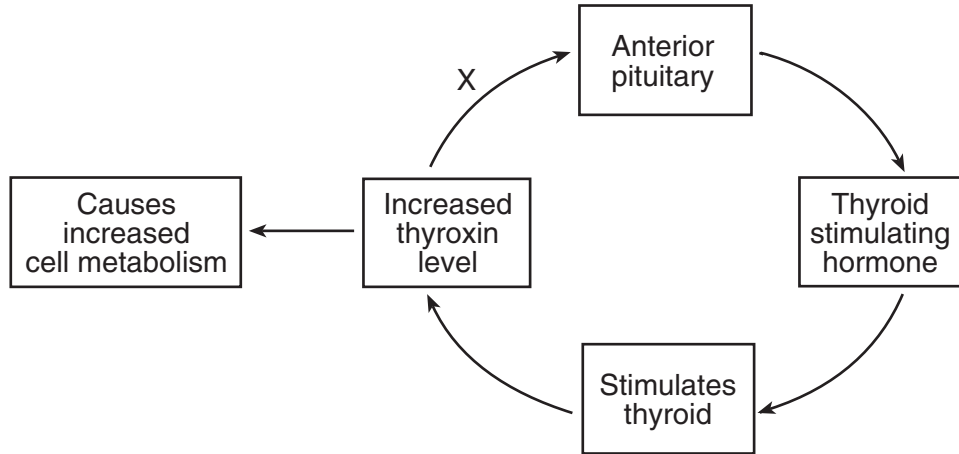 Anterior
pituitary
X
Causes
increased
cell metabolism
Increased
thyroxin
level
Thyroid
stimulating
hormone
Stimulates
thyroid